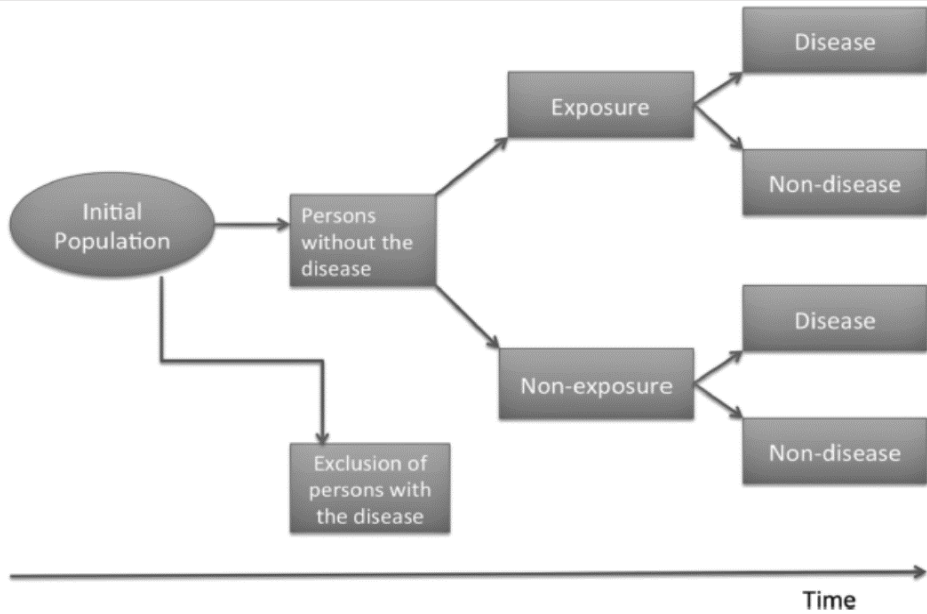 Initial
Population
Persons
without the
disease
Exclusion of
persons with
the disease
Exposure
Non-exposure
Disease
Non-disease
Disease
Non-disease
Time